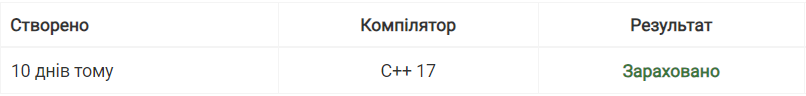 Створено Компілятор Результат
10 днів тому C++ 17 Зараховано